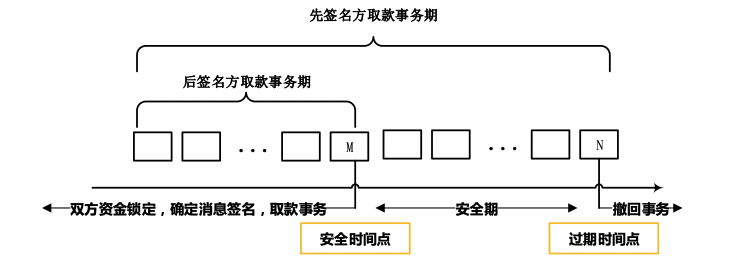 先签名方取款事务期
后签名方取款事务期
... M ... N
双方资金锁定，确定消息签名，取款事务 安全期 撤回事务
安全时间点 过期时间点